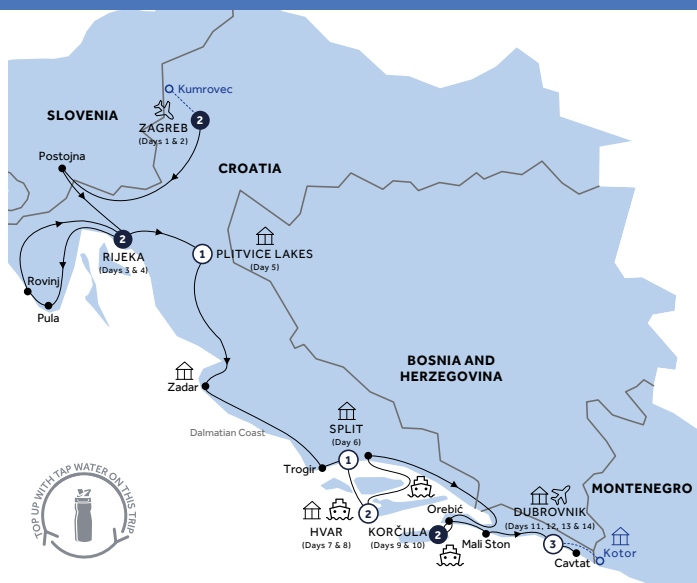 Kumrovec
SLOVENIA
2
ZAGREB
(Days 1 & 2)
Postojna
CROATIA
2
RIJEKA
(Days 3 & 4)
1
PLITVICE LAKES
(Day 5)
Rovinj
Pula
BOSNIA AND
HERZEGOVINA
Zadar
SPLIT
(Day 6)
Dalmatian Coast
1
Trogir
TOP UP WITH TAP WATER ON THIS TRIP
MONTENEGRO
2
HVAR
(Days 7 & 8)
Orebić
KORČULA
(Days 9 & 10)
2
DUBROVNIK
(Days 11, 12, 13 & 14)
Mali Ston
3
Cavtat
Kotor